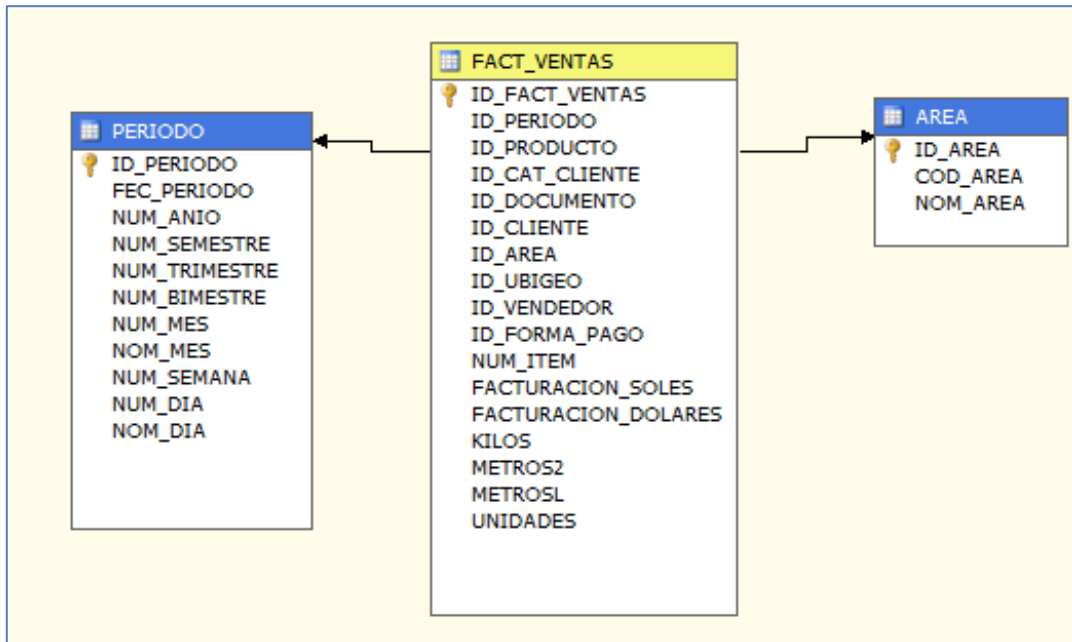 PERIODO
ID_PERIODO
FEC_PERIODO
NUM_ANIO
NUM_SEMESTRE
NUM_TRIMESTRE
NUM_BIMESTRE
NUM_MES
NOM_MES
NUM_SEMANA
NUM_DIA
NOM_DIA
FACT_VENTAS
ID_FACT_VENTAS
ID_PERIODO
ID_PRODUCTO
ID_CAT_CLIENTE
ID_DOCUMENTO
ID_CLIENTE
ID_AREA
ID_UBIGEO
ID_VENDEDOR
ID_FORMA_PAGO
NUM_ITEM
FACTURACION_SOLES
FACTURACION_DOLARES
KILOS
METROS2
METROSL
UNIDADES
AREA
ID_AREA
COD_AREA
NOM_AREA